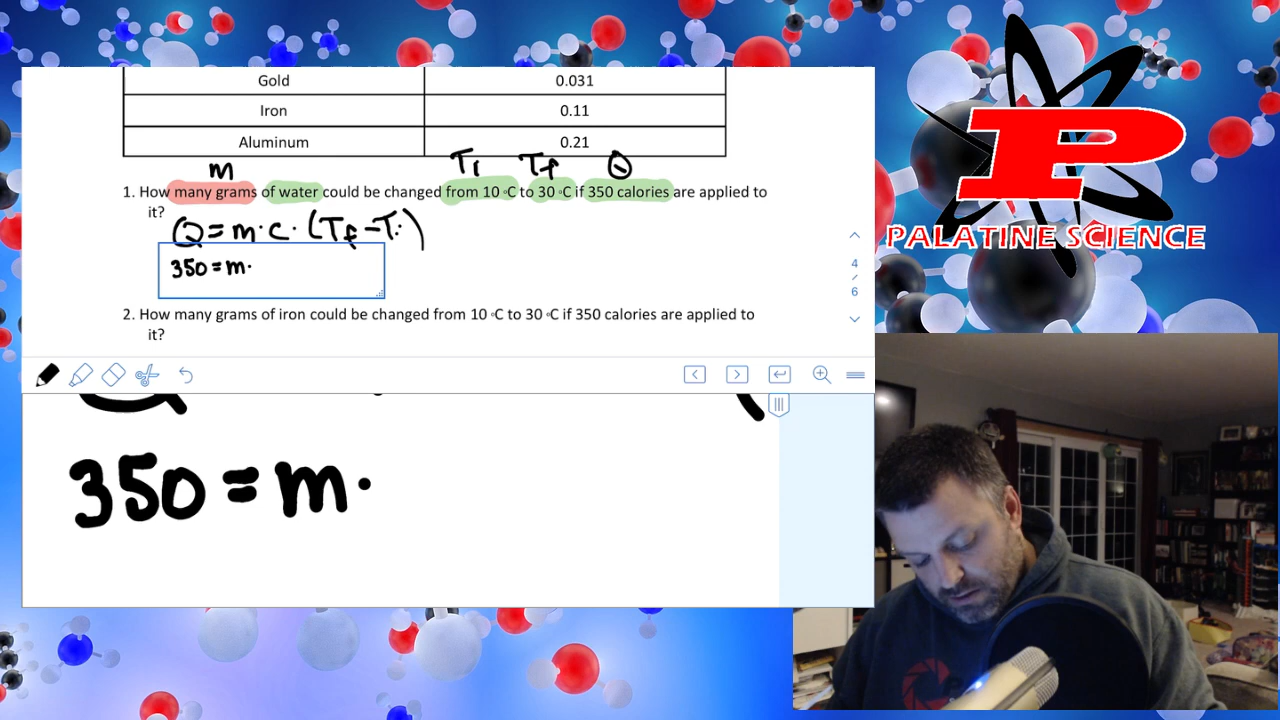 Gold 0.031
Iron 0.11
Aluminum 0.21
m Ti Tf Q
1. How many grams of water could be changed from 10 °C to 30 °C if 350 calories are applied to
it?
Q = m · c · (Tf - Ti)
350 = m ·
2. How many grams of iron could be changed from 10 °C to 30 °C if 350 calories are applied to
it?
4
/
6
350 = m ·
P
PALATINE SCIENCE